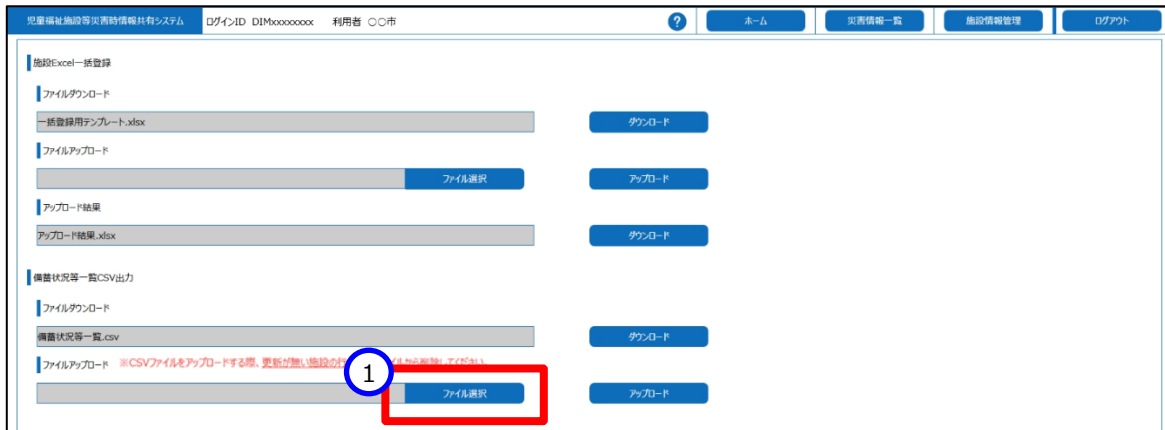 児童福祉施設等災害時情報共有システム ログインID DIMxxxxxxxx 利用者 ○○市 ? ホーム 災害情報一覧 施設情報管理 ログアウト
施設Excel一括登録
ファイルダウンロード
一括登録用テンプレート.xlsx ダウンロード
ファイルアップロード
ファイル選択 アップロード
アップロード結果
アップロード結果.xlsx ダウンロード
備蓄状況等一覧CSV出力
ファイルダウンロード
備蓄状況等一覧.csv ダウンロード
ファイルアップロード ※CSVファイルをアップロードする際、更新が無い施設の行 イルから削除してください。
1
ファイル選択 アップロード